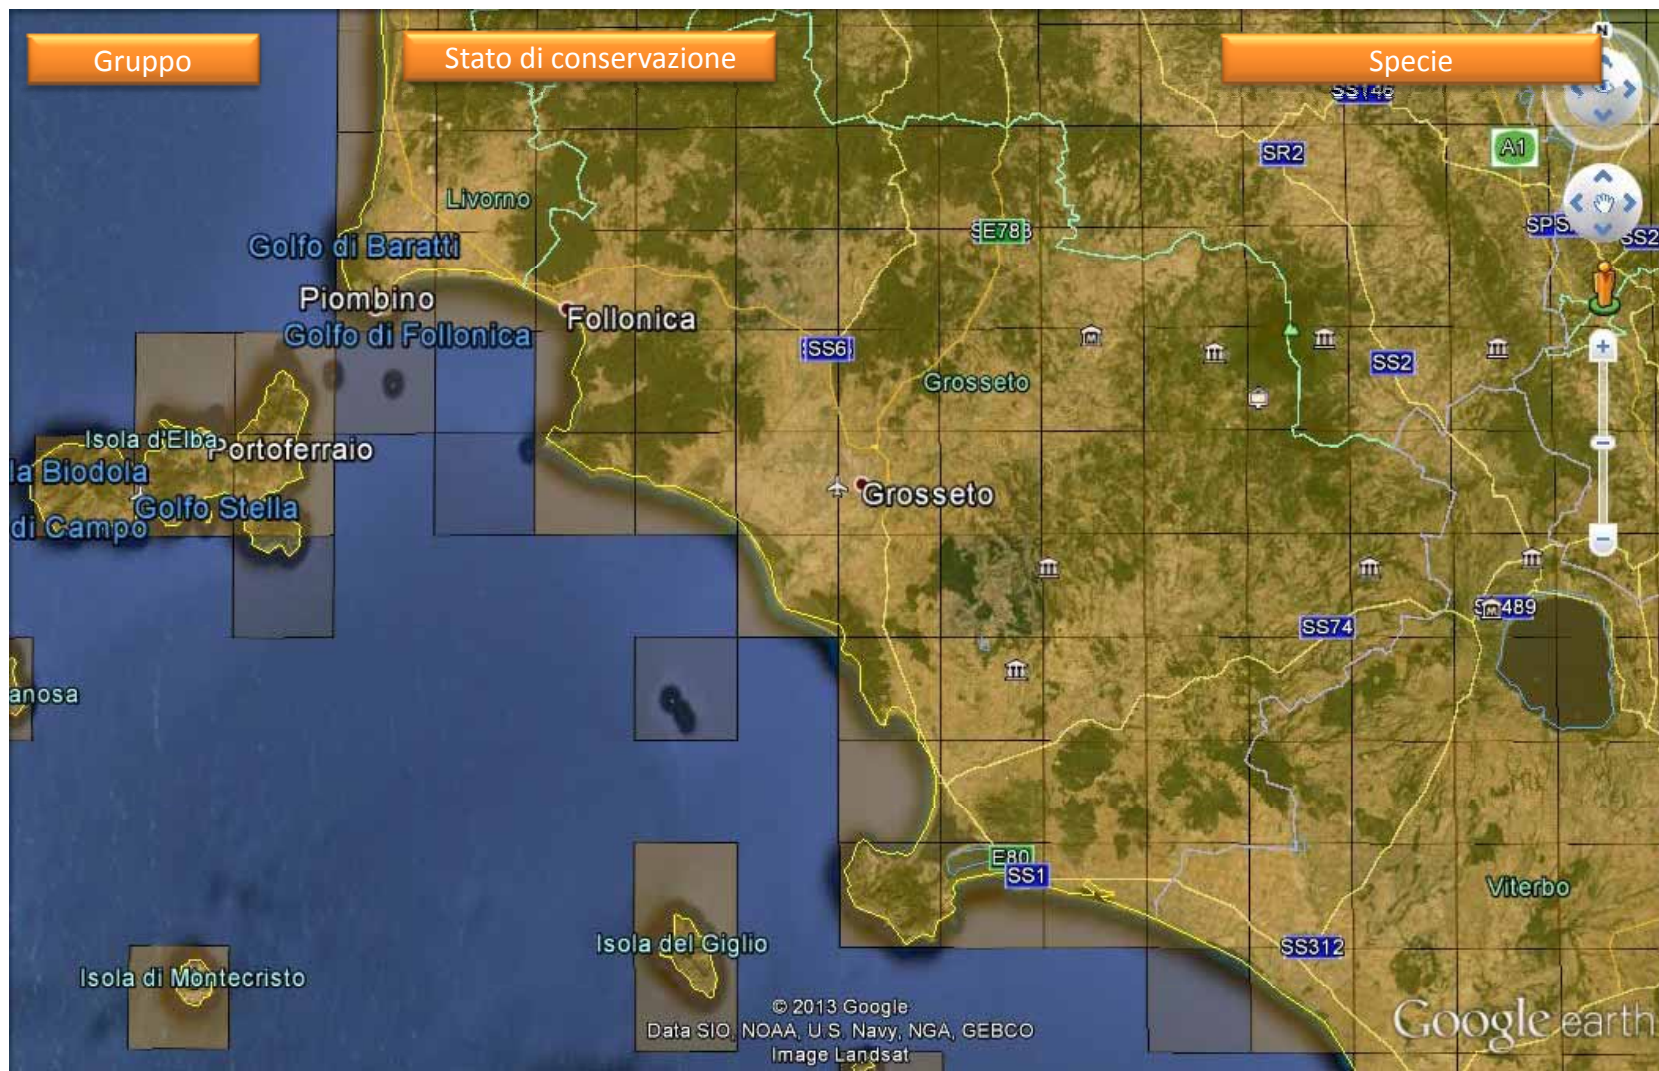 Gruppo
Stato di conservazione
Specie
N
SS146
SR2
A1
Livorno
SE78
SS2
Golfo di Baratti
Piombino
Follonica
Golfo di Follonica
SS6
SS2
Grosseto
Isola d'Elba
Portoferraio
la Biodola
Grosseto
Golfo Stella
di Campo
489
SS74
anosa
E80
SS1
Viterbo
Isola del Giglio
SS312
Isola di Montecristo
© 2013 Google
Data SIO, NOAA, U.S. Navy, NGA, GEBCO
Image Landsat
Google earth